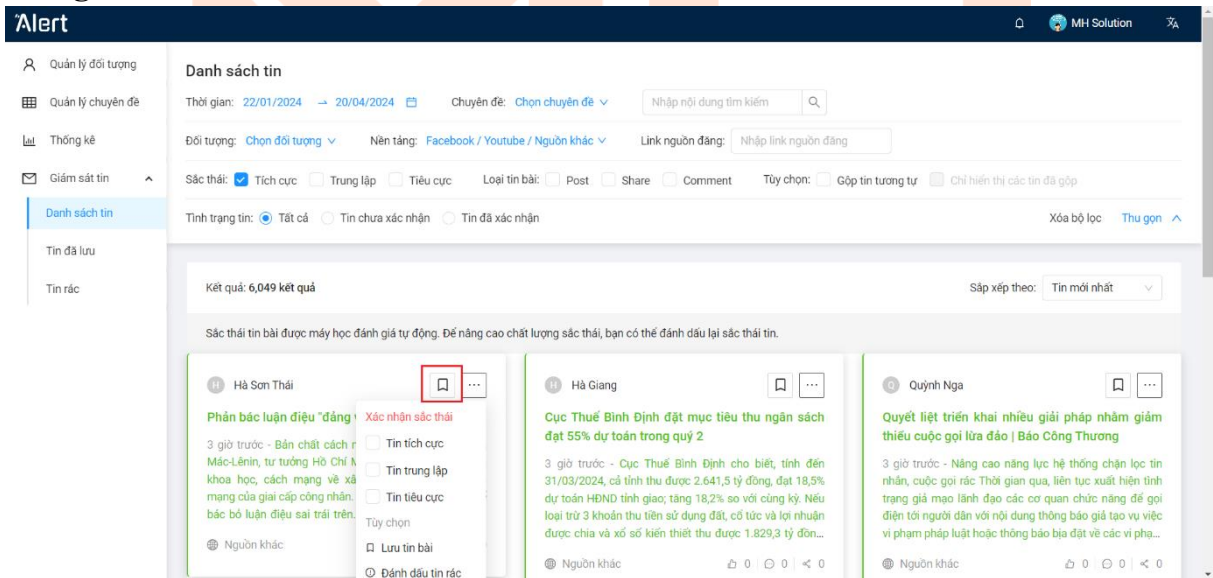 Alert
MH Solution
Quản lý đối tượng
Quản lý chuyên đề
Thống kê
Giám sát tin
Danh sách tin
Tin đã lưu
Tin rác
Danh sách tin
Thời gian: 22/01/2024 → 20/04/2024 Chuyên đề: Chọn chuyên đề Nhập nội dung tìm kiếm
Đối tượng: Chọn đối tượng Nền tảng: Facebook / Youtube / Nguồn khác Link nguồn đăng: Nhập link nguồn đăng
Sắc thái: Tích cực Trung lập Tiêu cực Loại tin bài: Post Share Comment Tùy chọn: Gộp tin tương tự Chỉ hiển thị các tin đã gộp
Tình trạng tin: Tất cả Tin chưa xác nhận Tin đã xác nhận Xóa bộ lọc Thu gọn
Kết quả: 6,049 kết quả Sắp xếp theo: Tin mới nhất
Sắc thái tin bài được máy học đánh giá tự động. Để nâng cao chất lượng sắc thái, bạn có thể đánh dấu lại sắc thái tin.
H Hà Sơn Thái
Phản bác luận điệu "đảng
3 giờ trước - Bản chất cách
Mác-Lênin, tư tưởng Hồ Chí
khoa học, cách mạng về
mạng của giai cấp công nhân.
bác bỏ luận điệu sai trái trên.
Nguồn khác
Xác nhận sắc thái
Tin tích cực
Tin trung lập
Tin tiêu cực
Tùy chọn
Lưu tin bài
Đánh dấu tin rác
H Hà Giang
Cục Thuế Bình Định đặt mục tiêu thu ngân sách
đạt 55% dự toán trong quý 2
3 giờ trước - Cục Thuế Bình Định cho biết, tính đến
31/03/2024, cả tỉnh thu được 2.641,5 tỷ đồng, đạt 18,5%
dự toán HĐND tỉnh giao; tăng 18,2% so với cùng kỳ. Nếu
loại trừ 3 khoản thu tiền sử dụng đất, cổ tức và lợi nhuận
được chia và xổ số kiến thiết thu được 1.829,3 tỷ đồn...
Nguồn khác 0 0 0
Q Quỳnh Nga
Quyết liệt triển khai nhiều giải pháp nhằm giảm
thiểu cuộc gọi lừa đảo | Báo Công Thương
3 giờ trước - Nâng cao năng lực hệ thống chặn lọc tin
nhắn, cuộc gọi rác Thời gian qua, liên tục xuất hiện tình
trạng giả mạo lãnh đạo các cơ quan chức năng để gọi
điện tới người dân với nội dung thông báo giả tạo vụ việc
vi phạm pháp luật hoặc thông báo bịa đặt về các vi phạ...
Nguồn khác 0 0 0